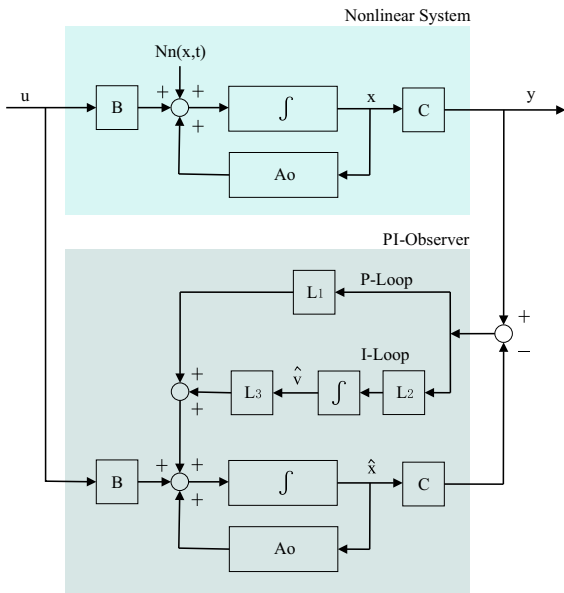 Nonlinear System
Nn(x,t)
u
+ +
B
∫
x
C
y
+
Ao
PI-Observer
L1
P-Loop
+
−
I-Loop
v̂
+
L3
∫
L2
+
x̂
+ +
B
∫
C
+
Ao